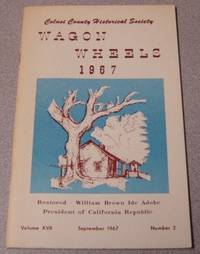 Colusi County Historical Society
WAGON
WHEELS
1967
Restored - William Brown Ide Adobe
President of California Republic
Volume XVII September 1967 Number 2